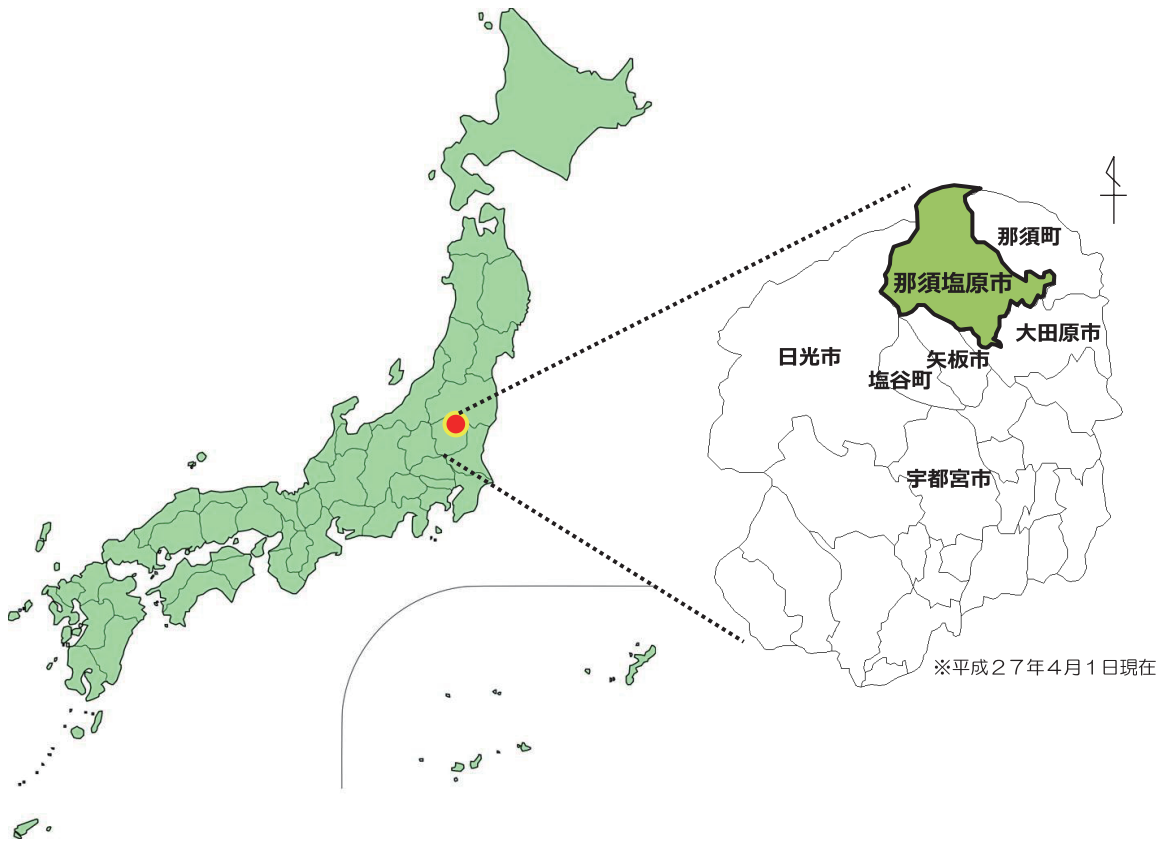 那須町
那須塩原市
大田原市
日光市
矢板市
塩谷町
宇都宮市
※平成２７年４月１日現在